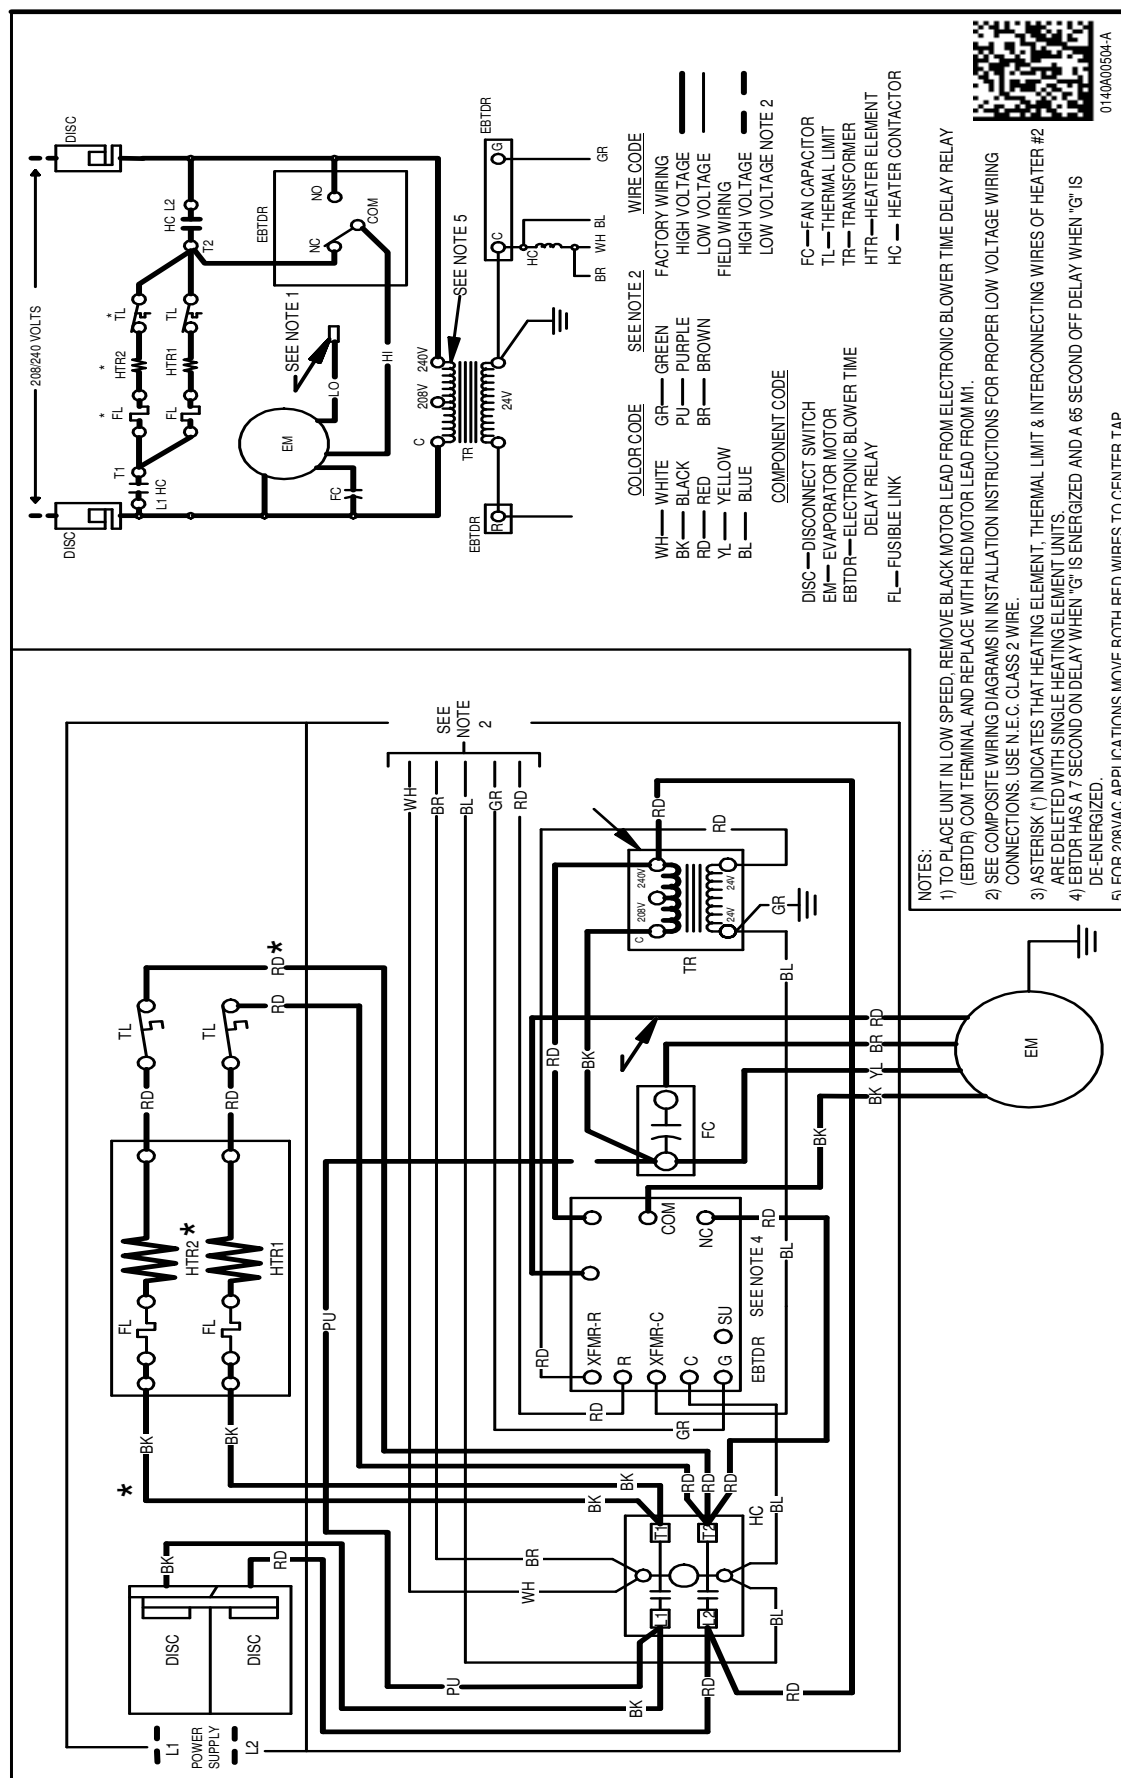 208/240 VOLTS
DISC
DISC
L1 HC
T1
FL
*
HTR2
*
TL
*
FL
HTR1
TL
T2
HC L2
EBTDR
NC
NO
COM
EM
SEE NOTE 1
LO
HI
FC
C
208V
240V
TR
24V
SEE NOTE 5
EBTDR
R
EBTDR
C
G
HC
BR
WH
BL
GR
COLOR CODE
WH WHITE
BK BLACK
RD RED
YL YELLOW
BL BLUE
GR GREEN
PU PURPLE
BR BROWN
SEE NOTE 2
WIRE CODE
FACTORY WIRING
HIGH VOLTAGE
LOW VOLTAGE
FIELD WIRING
HIGH VOLTAGE
LOW VOLTAGE NOTE 2
COMPONENT CODE
DISC DISCONNECT SWITCH
EM EVAPORATOR MOTOR
EBTDR ELECTRONIC BLOWER TIME
DELAY RELAY
FL FUSIBLE LINK
FC FAN CAPACITOR
TL THERMAL LIMIT
TR TRANSFORMER
HTR HEATER ELEMENT
HC HEATER CONTACTOR
0140A00504-A
L1
POWER
SUPPLY
L2
DISC
DISC
BK
RD
*
BK
BK
FL
FL
HTR2
*
HTR1
RD
RD
TL
TL
RD
*
RD
PU
PU
BK
RD
BK
BK
WH
BR
WH
BR
BL
GR
RD
SEE
NOTE
2
L1
L2
T1
T2
HC
RD
RD
RD
RD
BL
BL
RD
GR
RD
XFMR-R
R
XFMR-C
C
G
SU
COM
NC
EBTDR
SEE NOTE 4
RD
BL
BK
FC
RD
BK
C
208V
240V
24V
24V
TR
RD
RD
GR
BL
BK
YL
BR
RD
EM
NOTES:
1) TO PLACE UNIT IN LOW SPEED, REMOVE BLACK MOTOR LEAD FROM ELECTRONIC BLOWER TIME DELAY RELAY
(EBTDR) COM TERMINAL AND REPLACE WITH RED MOTOR LEAD FROM M1.
2) SEE COMPOSITE WIRING DIAGRAMS IN INSTALLATION INSTRUCTIONS FOR PROPER LOW VOLTAGE WIRING
CONNECTIONS. USE N.E.C. CLASS 2 WIRE.
3) ASTERISK (*) INDICATES THAT HEATING ELEMENT, THERMAL LIMIT & INTERCONNECTING WIRES OF HEATER #2
ARE DELETED WITH SINGLE HEATING ELEMENT UNITS.
4) EBTDR HAS A 7 SECOND ON DELAY WHEN "G" IS ENERGIZED AND A 65 SECOND OFF DELAY WHEN "G" IS
DE-ENERGIZED.
5) FOR 208VAC APPLICATIONS MOVE BOTH RED WIRES TO CENTER TAP